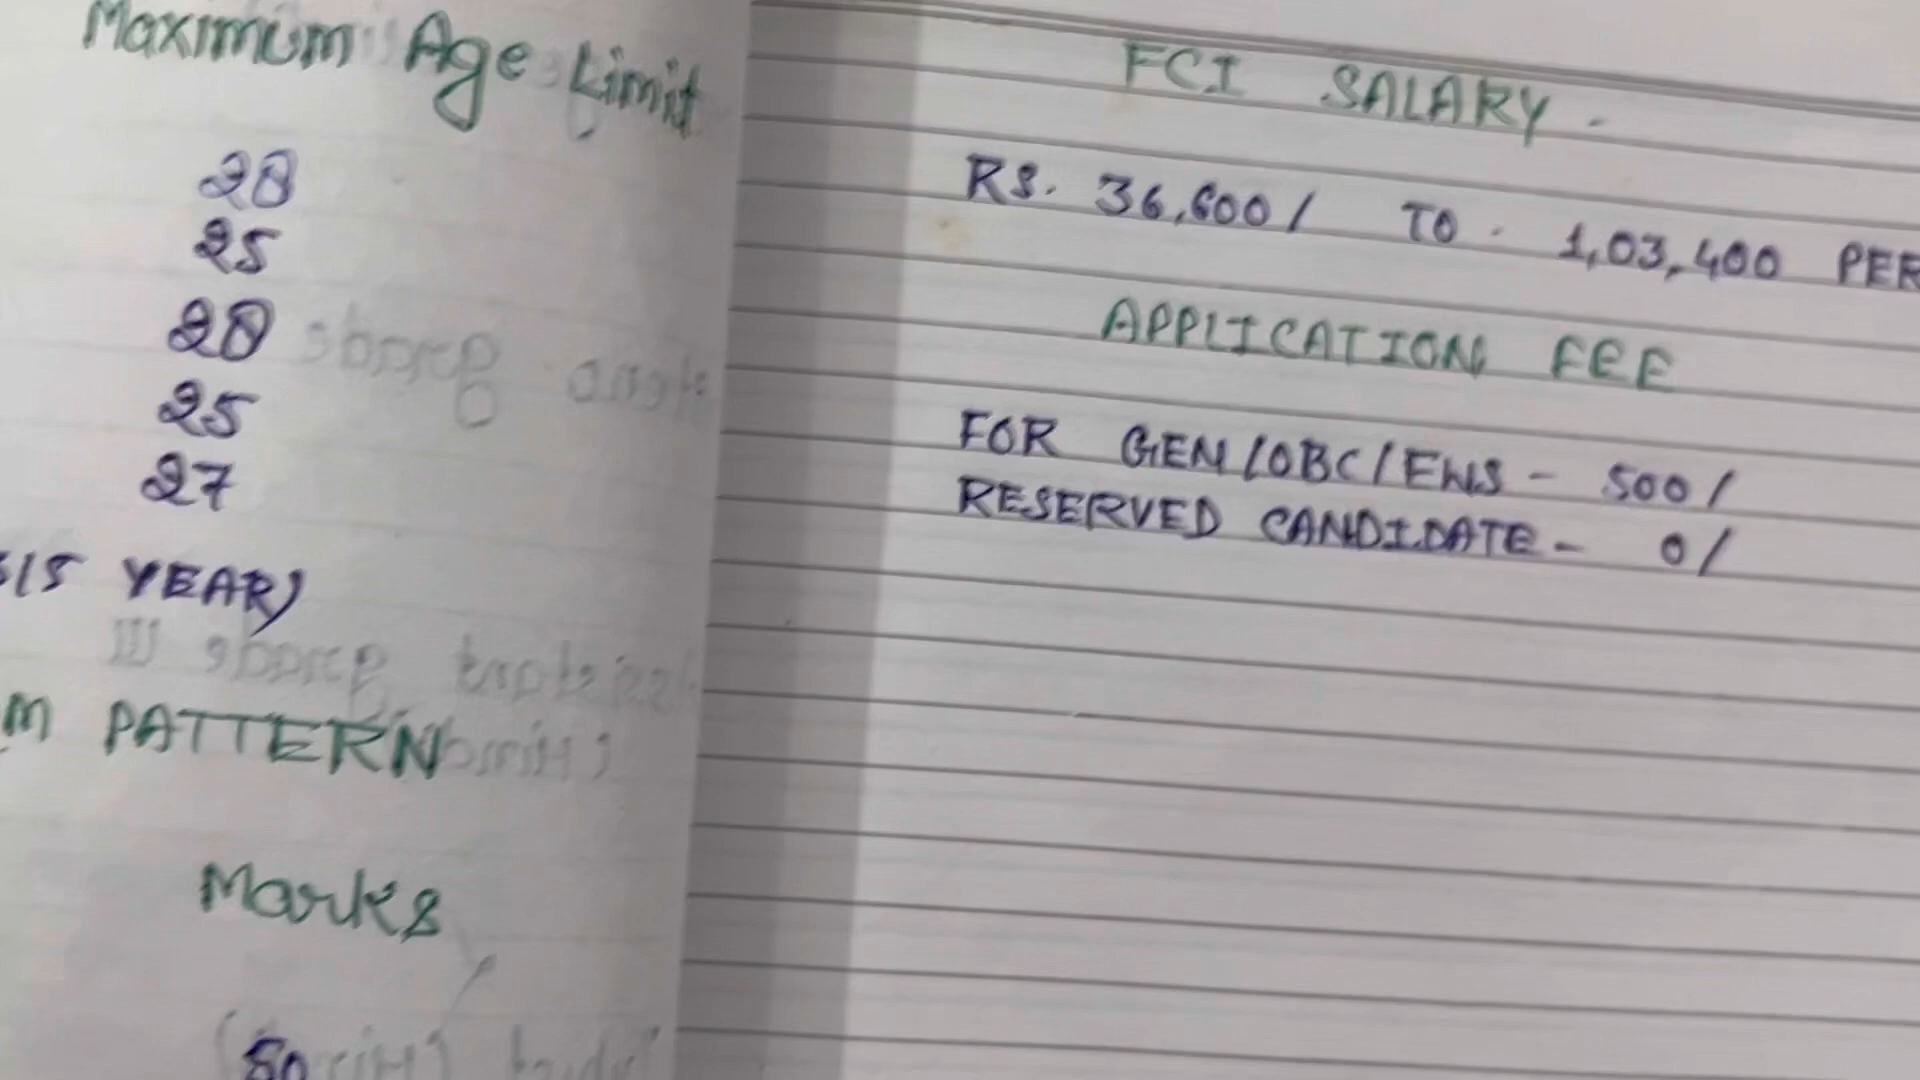 Maximum Age Limit
28
25
28
25
27
YEAR)
PATTERN
Marks
50
FCI SALARY.
RS. 36,600/ TO. 1,03,400 PER
APPLICATION FEE
FOR GEN/OBC/EWS - 500/
RESERVED CANDIDATE - 0/